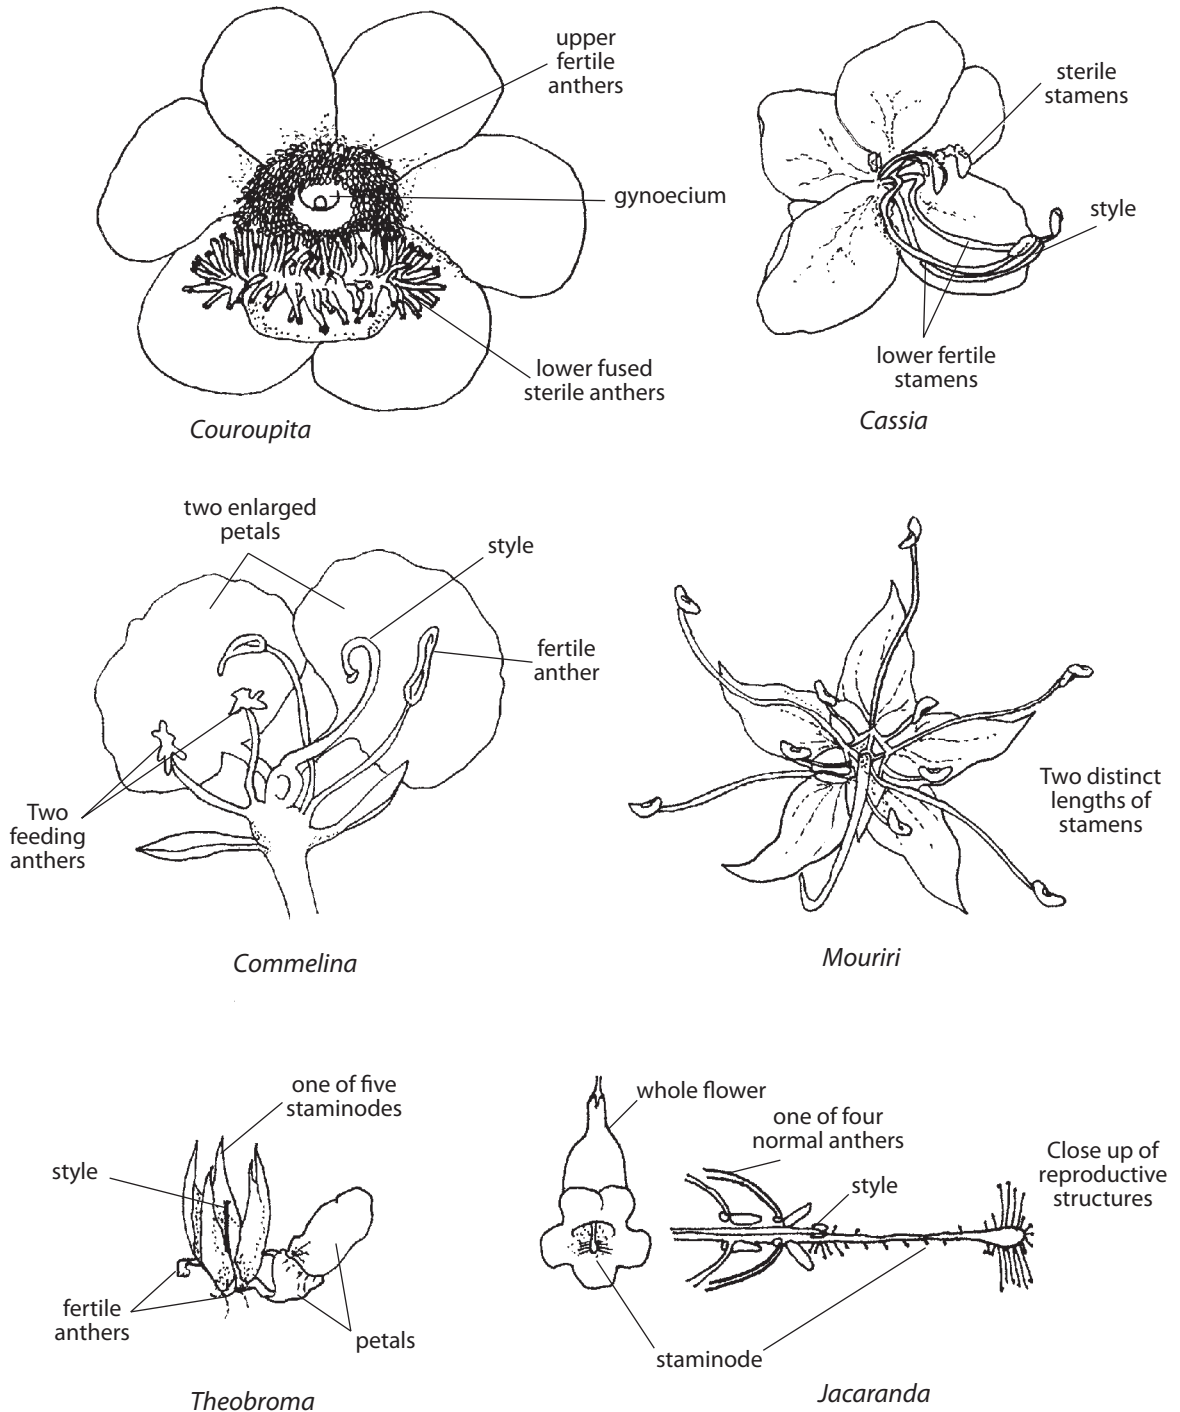 upper
fertile
anthers
gynoecium
lower fused
sterile anthers
Couroupita
sterile
stamens
style
lower fertile
stamens
Cassia
two enlarged
petals
style
fertile
anther
Two
feeding
anthers
Commelina
Two distinct
lengths of
stamens
Mouriri
one of five
staminodes
style
fertile
anthers
petals
Theobroma
whole flower
one of four
normal anthers
style
Close up of
reproductive
structures
staminode
Jacaranda